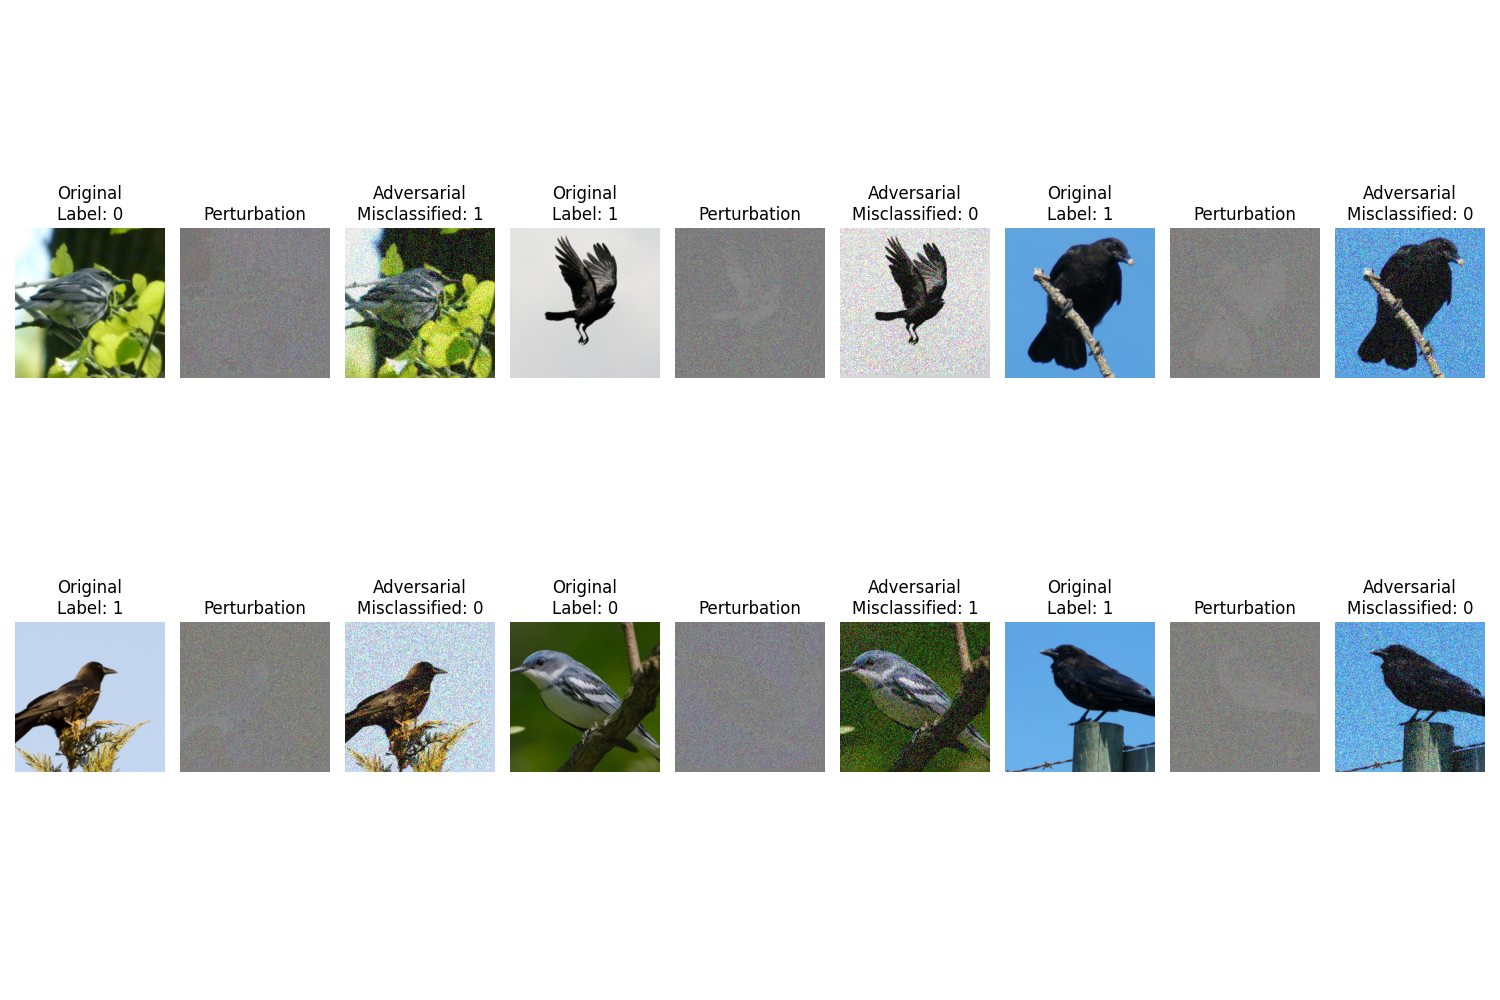 Original
Label: 0
Perturbation
Adversarial
Misclassified: 1
Original
Label: 1
Perturbation
Adversarial
Misclassified: 0
Original
Label: 1
Perturbation
Adversarial
Misclassified: 0
Original
Label: 1
Perturbation
Adversarial
Misclassified: 0
Original
Label: 0
Perturbation
Adversarial
Misclassified: 1
Original
Label: 1
Perturbation
Adversarial
Misclassified: 0